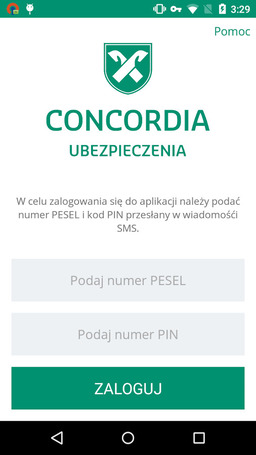 3:29
Pomoc
CONCORDIA
UBEZPIECZENIA
W celu zalogowania się do aplikacji należy podać
numer PESEL i kod PIN przesłany w wiadomośći
SMS.
Podaj numer PESEL
Podaj numer PIN
ZALOGUJ